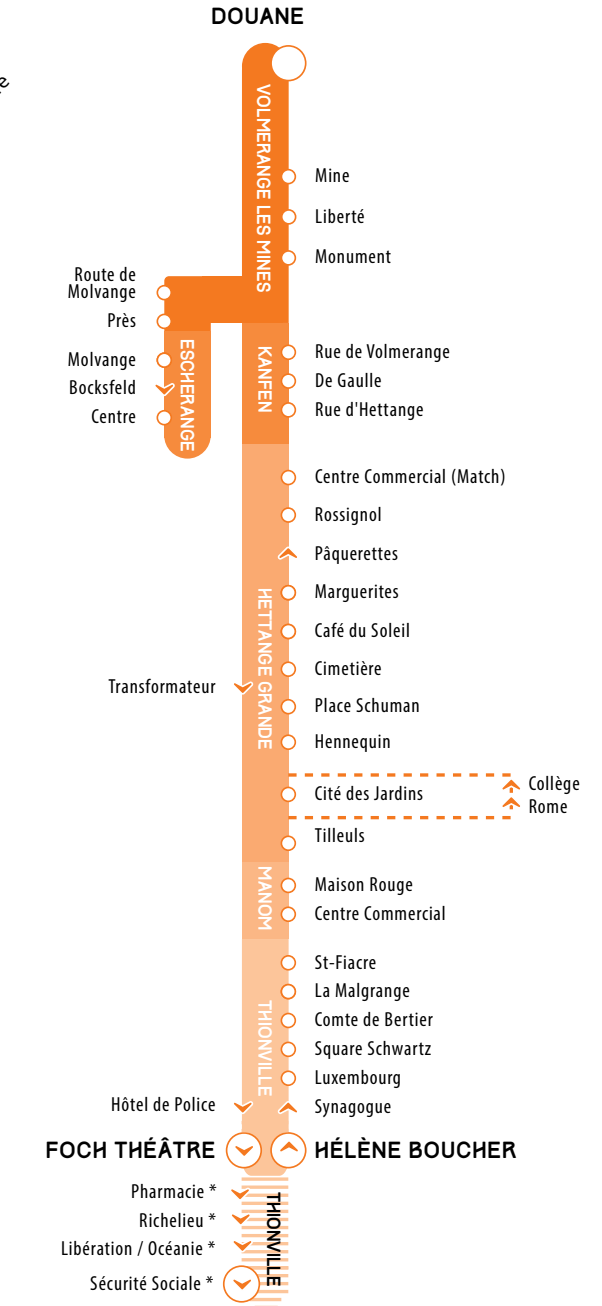 DOUANE
VOLMERANGE LES MINES
Mine
Liberté
Monument
Route de
Molvange
Près
ESCHERANGE
Molvange
Bocksfeld
Centre
KANFEN
Rue de Volmerange
De Gaulle
Rue d'Hettange
HETTANGE GRANDE
Centre Commercial (Match)
Rossignol
Pâquerettes
Marguerites
Café du Soleil
Cimetière
Transformateur
Place Schuman
Hennequin
Cité des Jardins
Collège
Rome
Tilleuls
MANOM
Maison Rouge
Centre Commercial
THIONVILLE
St-Fiacre
La Malgrange
Comte de Bertier
Square Schwartz
Luxembourg
Hôtel de Police
Synagogue
FOCH THÉÂTRE
HÉLÈNE BOUCHER
THIONVILLE
Pharmacie *
Richelieu *
Libération / Océanie *
Sécurité Sociale *